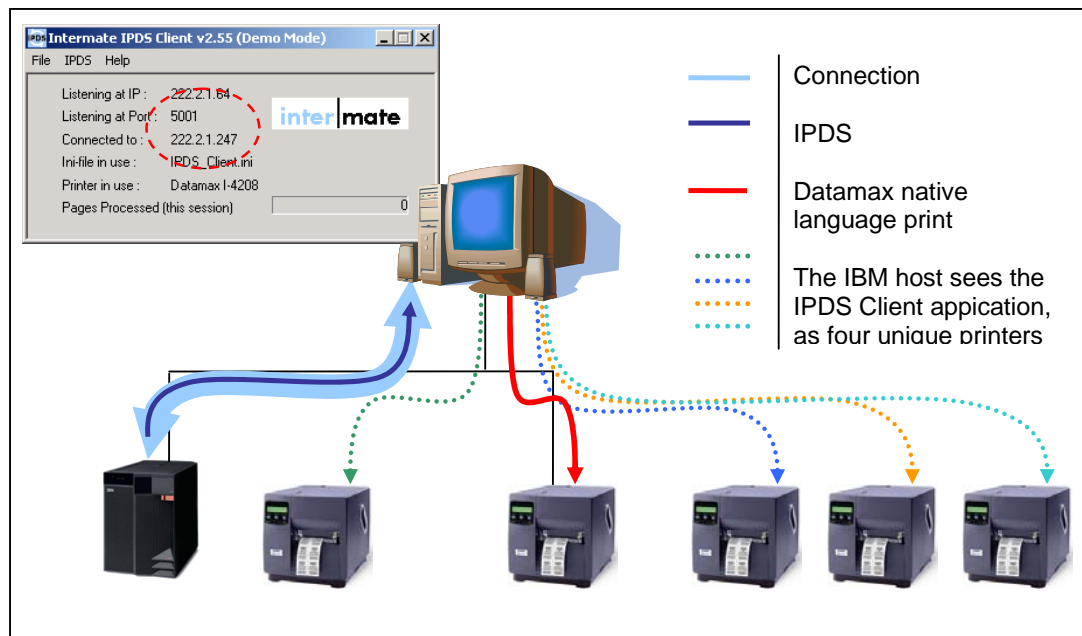 Intermate IPDS Client v2.55 (Demo Mode)
File IPDS Help
Listening at IP : 222.2.1.64
Listening at Port : 5001
Connected to : 222.2.1.247
Ini-file in use : IPDS_Client.ini
Printer in use : Datamax I-4208
Pages Processed (this session) 0
inter mate
Connection
IPDS
Datamax native
language print
The IBM host sees the
IPDS Client appication,
as four unique printers